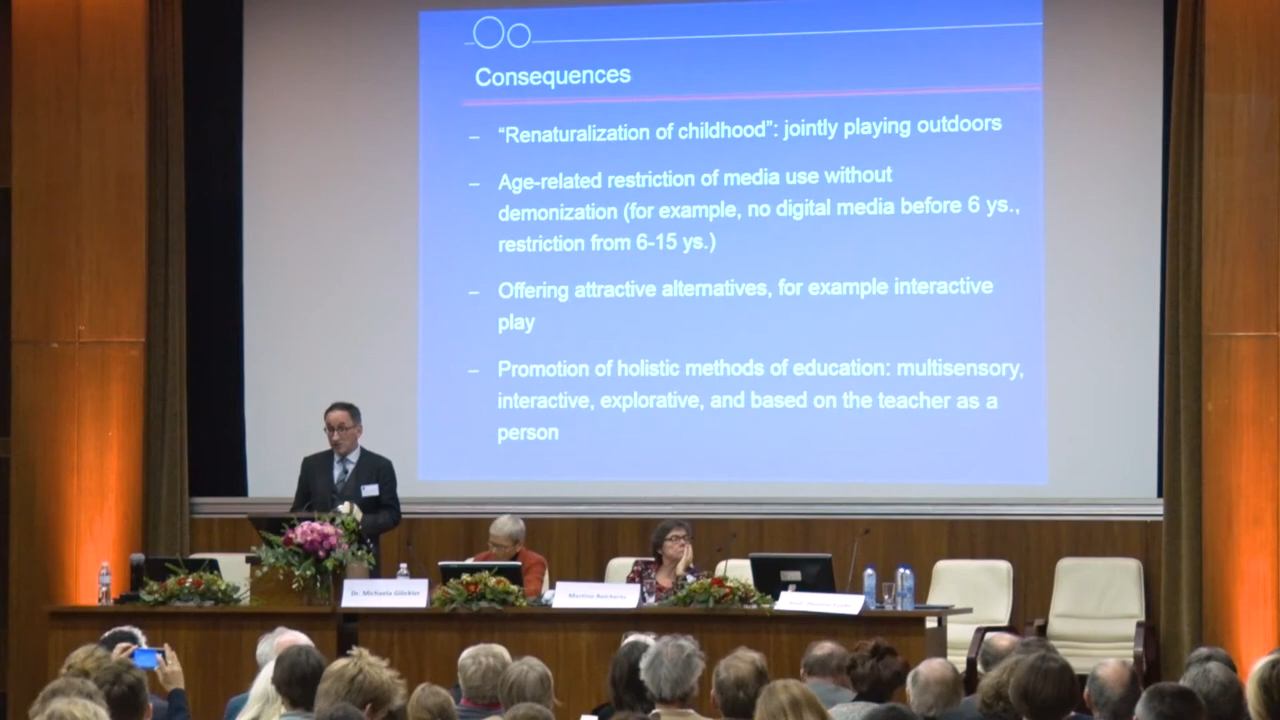 Consequences
– “Renaturalization of childhood”: jointly playing outdoors
– Age-related restriction of media use without
demonization (for example, no digital media before 6 ys.,
restriction from 6-15 ys.)
– Offering attractive alternatives, for example interactive
play
– Promotion of holistic methods of education: multisensory,
interactive, explorative, and based on the teacher as a
person
Dr. Michaela Glöckler